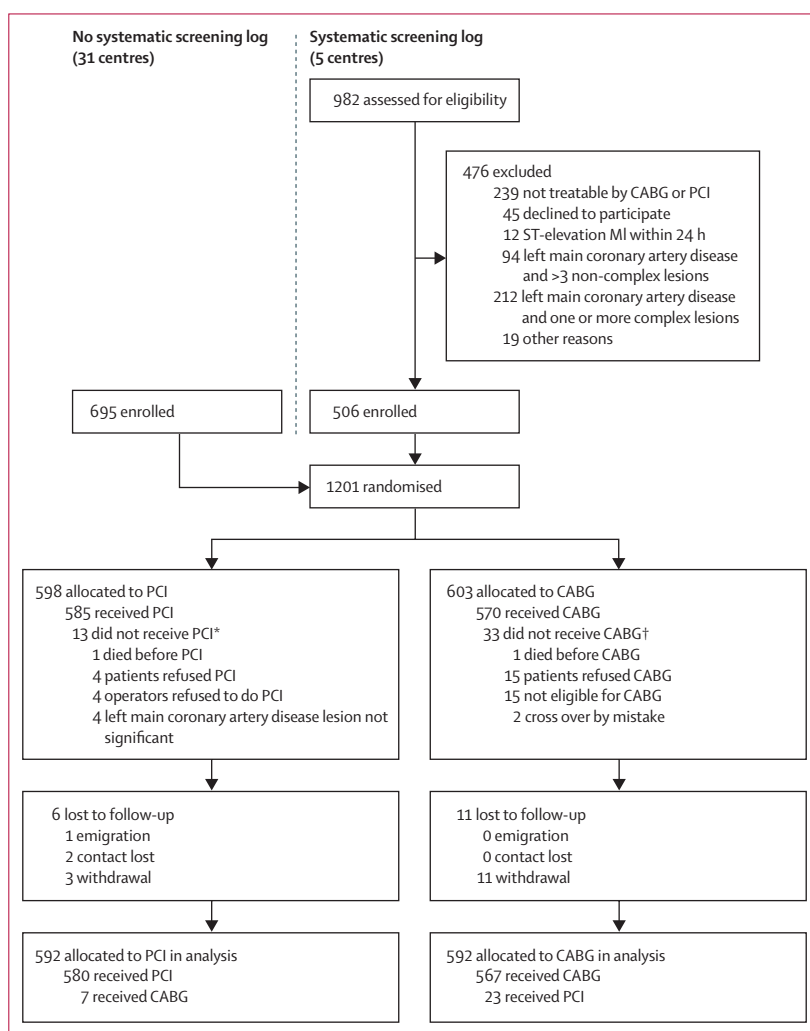 No systematic screening log
(31 centres)
Systematic screening log
(5 centres)
982 assessed for eligibility
476 excluded
239 not treatable by CABG or PCI
45 declined to participate
12 ST-elevation MI within 24 h
94 left main coronary artery disease
and >3 non-complex lesions
212 left main coronary artery disease
and one or more complex lesions
19 other reasons
695 enrolled
506 enrolled
1201 randomised
598 allocated to PCI
585 received PCI
13 did not receive PCI*
1 died before PCI
4 patients refused PCI
4 operators refused to do PCI
4 left main coronary artery disease lesion not
significant
603 allocated to CABG
570 received CABG
33 did not receive CABG†
1 died before CABG
15 patients refused CABG
15 not eligible for CABG
2 cross over by mistake
6 lost to follow-up
1 emigration
2 contact lost
3 withdrawal
11 lost to follow-up
0 emigration
0 contact lost
11 withdrawal
592 allocated to PCI in analysis
580 received PCI
7 received CABG
592 allocated to CABG in analysis
567 received CABG
23 received PCI